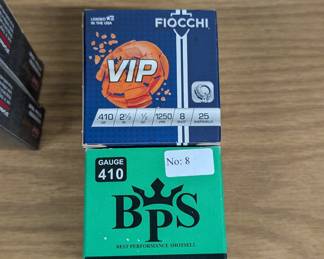 LOADED IN
THE USA
FIOCCHI
VIP
410 2½ ½ 1250 8 25
GAUGE
410
No: 8
BPS
BEST PERFORMANCE SHOTSELL